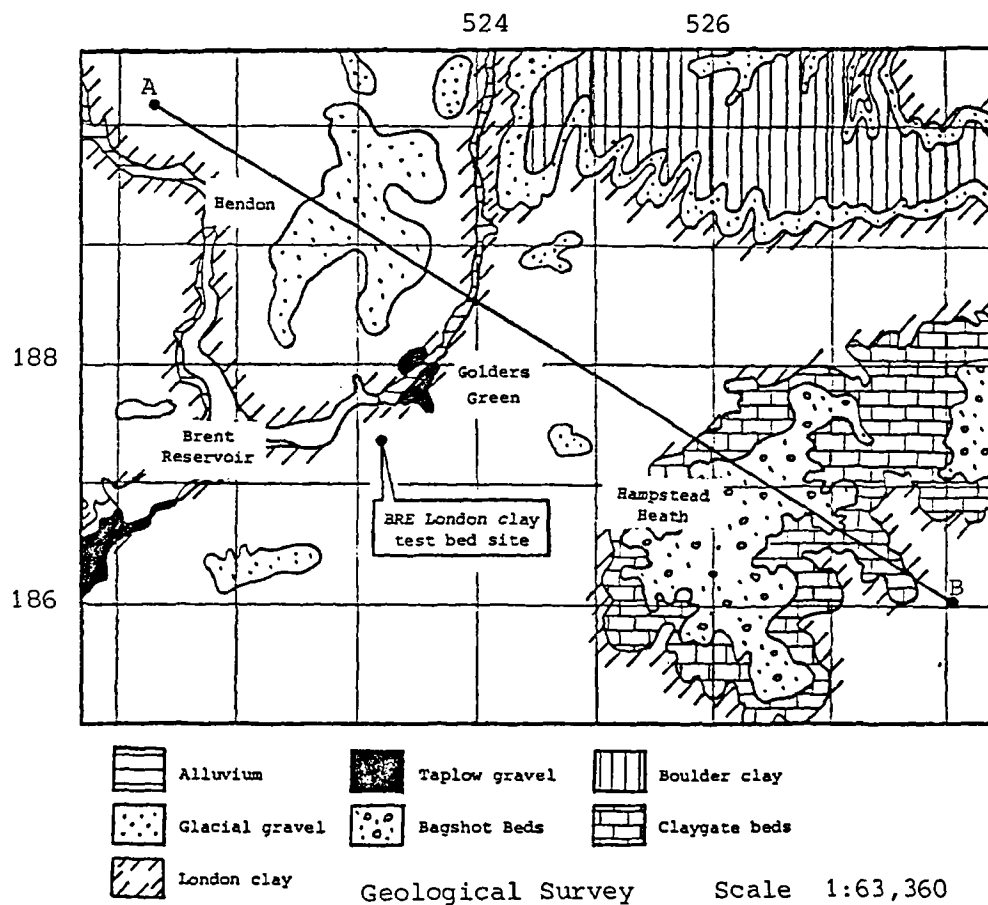 524 526
A
Hendon
188
Golders
Green
Brent
Reservoir
BRE London clay
test bed site
Hampstead
Heath
186
B
Alluvium Taplow gravel Boulder clay
Glacial gravel Bagshot Beds Claygate beds
London clay
Geological Survey Scale 1:63,360